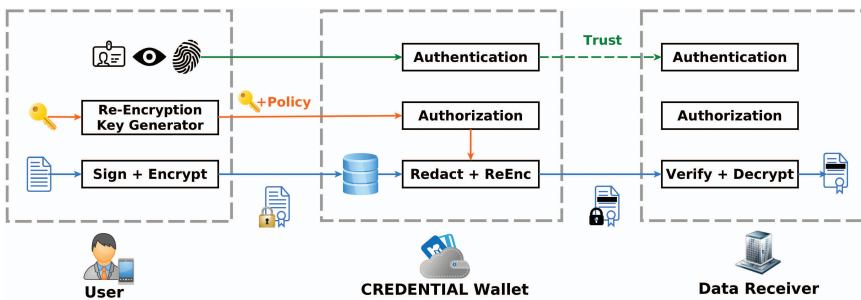 Authentication
Trust
Authentication
Re-Encryption
Key Generator
+Policy
Authorization
Authorization
Sign + Encrypt
Redact + ReEnc
Verify + Decrypt
User
CREDENTIAL Wallet
Data Receiver